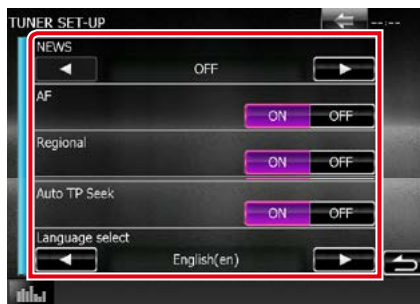 TUNER SET-UP --:--
NEWS
OFF
AF
ON OFF
Regional
ON OFF
Auto TP Seek
ON OFF
Language select
English(en)